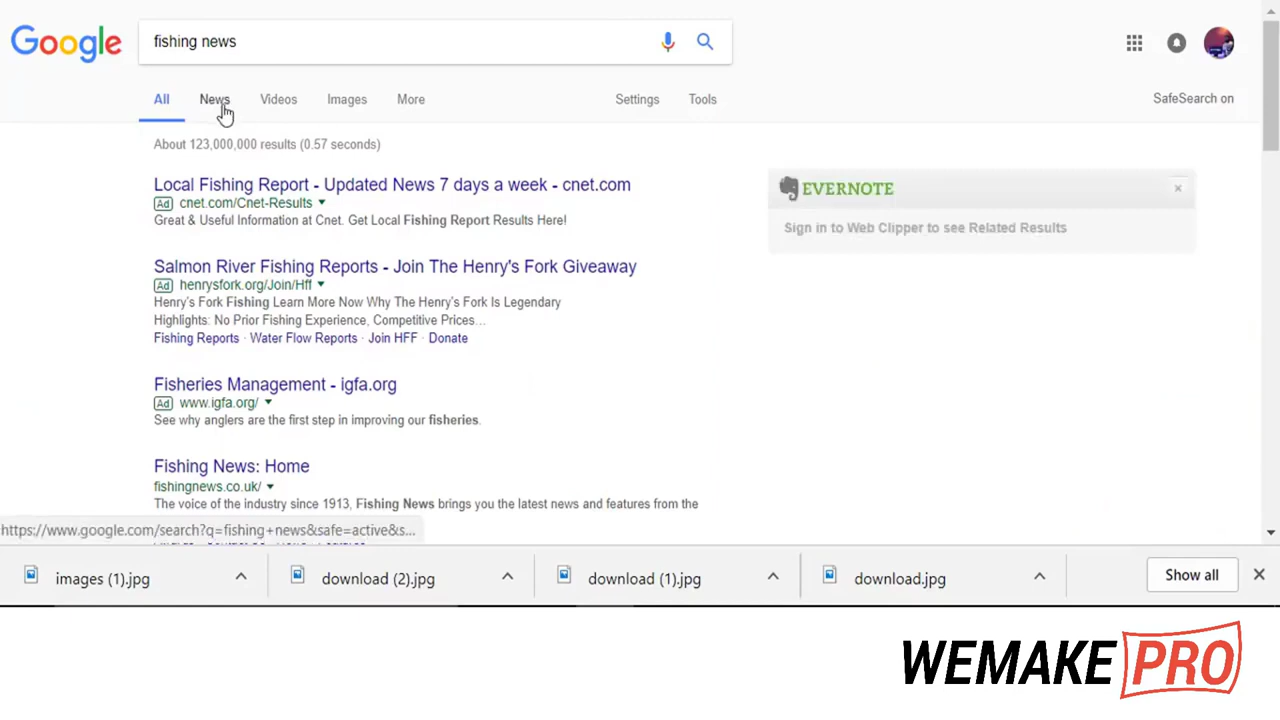 Google
fishing news
All News Videos Images More Settings Tools SafeSearch on
About 123,000,000 results (0.57 seconds)
Local Fishing Report - Updated News 7 days a week - cnet.com
Ad cnet.com/Cnet-Results
Great & Useful Information at Cnet. Get Local Fishing Report Results Here!
EVERNOTE
Sign in to Web Clipper to see Related Results
Salmon River Fishing Reports - Join The Henry's Fork Giveaway
Ad henrysfork.org/Join/Hff
Henry's Fork Fishing Learn More Now Why The Henry's Fork Is Legendary
Highlights: No Prior Fishing Experience, Competitive Prices...
Fishing Reports · Water Flow Reports · Join HFF · Donate
Fisheries Management - igfa.org
Ad www.igfa.org/
See why anglers are the first step in improving our fisheries.
Fishing News: Home
fishingnews.co.uk/
The voice of the industry since 1913, Fishing News brings you the latest news and features from the
https://www.google.com/search?q=fishing+news&safe=active&s...
images (1).jpg download (2).jpg download (1).jpg download.jpg Show all
WEMAKE PRO